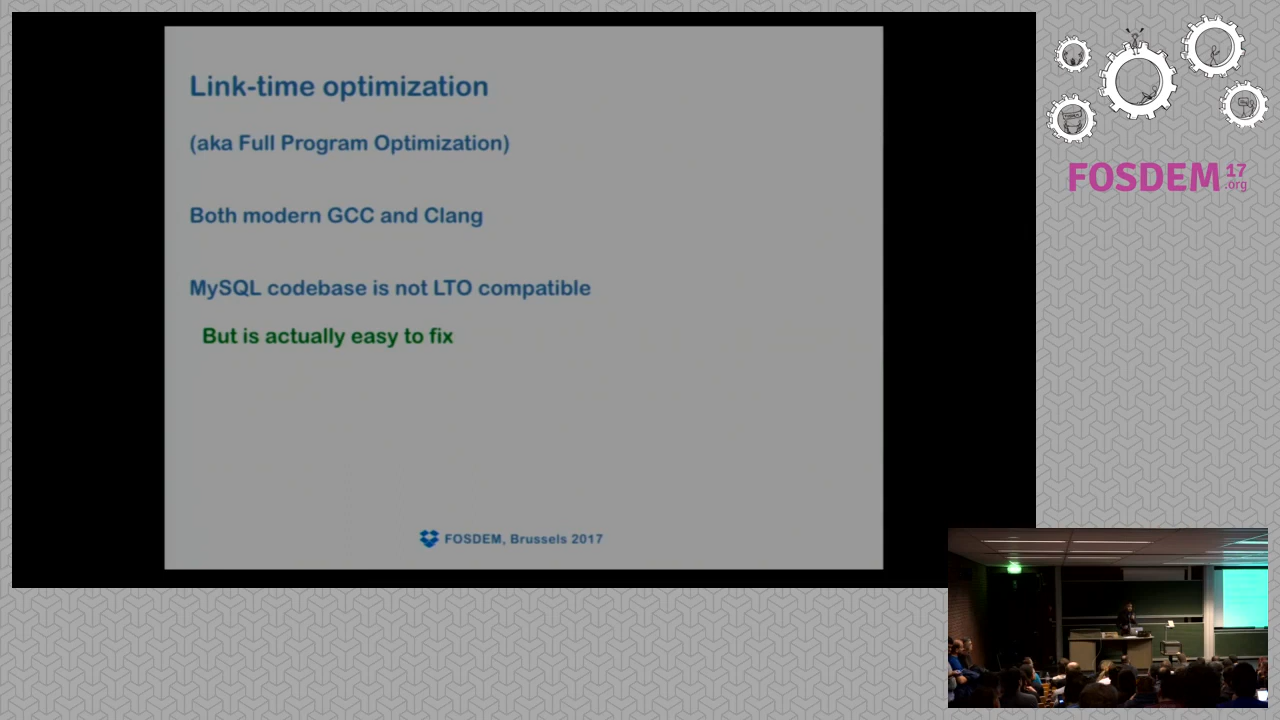 Link-time optimization
(aka Full Program Optimization)
Both modern GCC and Clang
MySQL codebase is not LTO compatible
But is actually easy to fix
FOSDEM, Brussels 2017
FOSDEM 17
.org